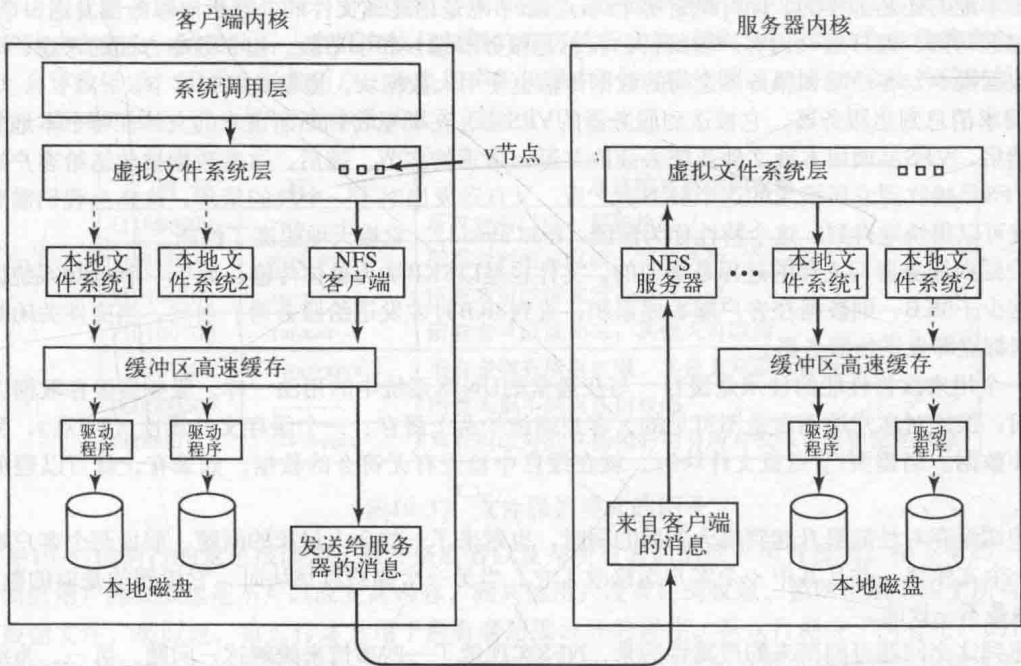 客户端内核
服务器内核
系统调用层
v节点
虚拟文件系统层
虚拟文件系统层
本地文
件系统1
本地文
件系统2
NFS
客户端
NFS
服务器
本地文
件系统1
本地文
件系统2
缓冲区高速缓存
缓冲区高速缓存
驱动
程序
驱动
程序
驱动
程序
驱动
程序
发送给服务
器的消息
来自客户端
的消息
本地磁盘
本地磁盘